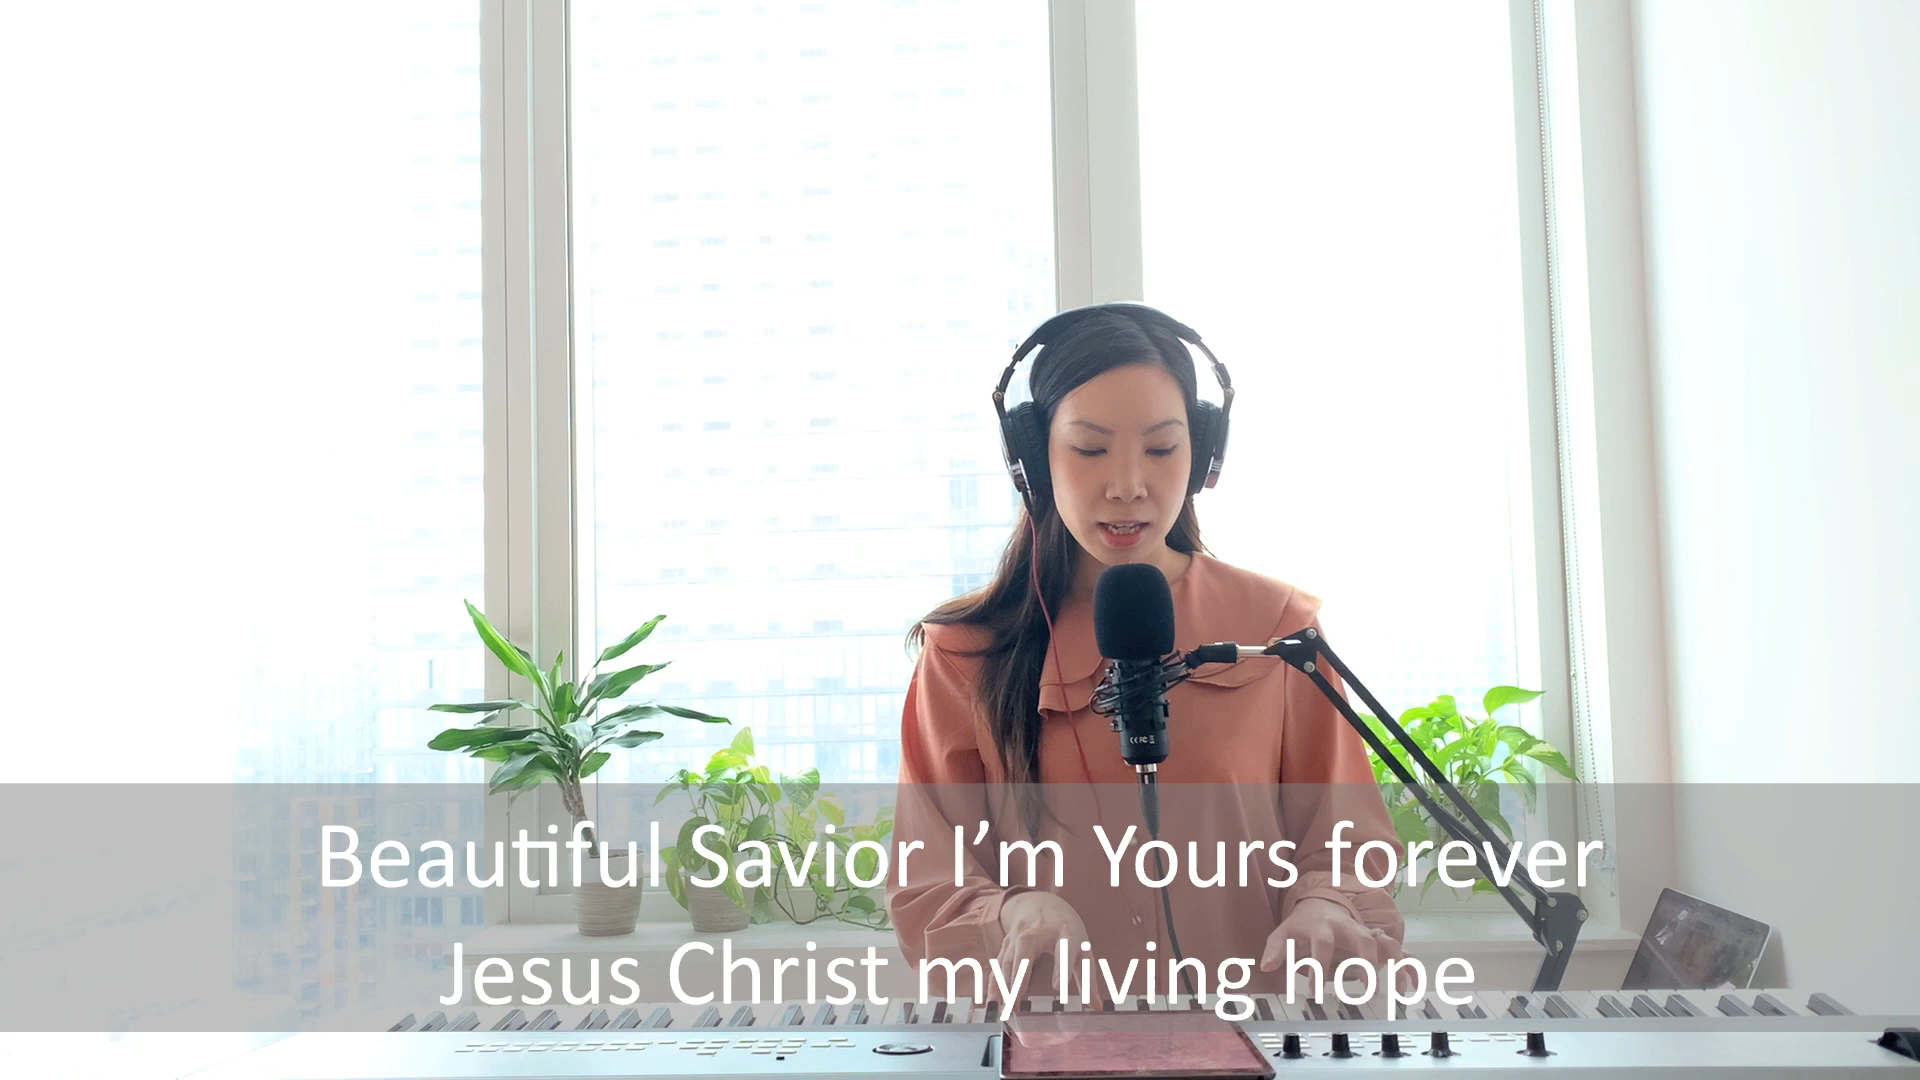 Beautiful Savior I’m Yours forever
Jesus Christ my living hope